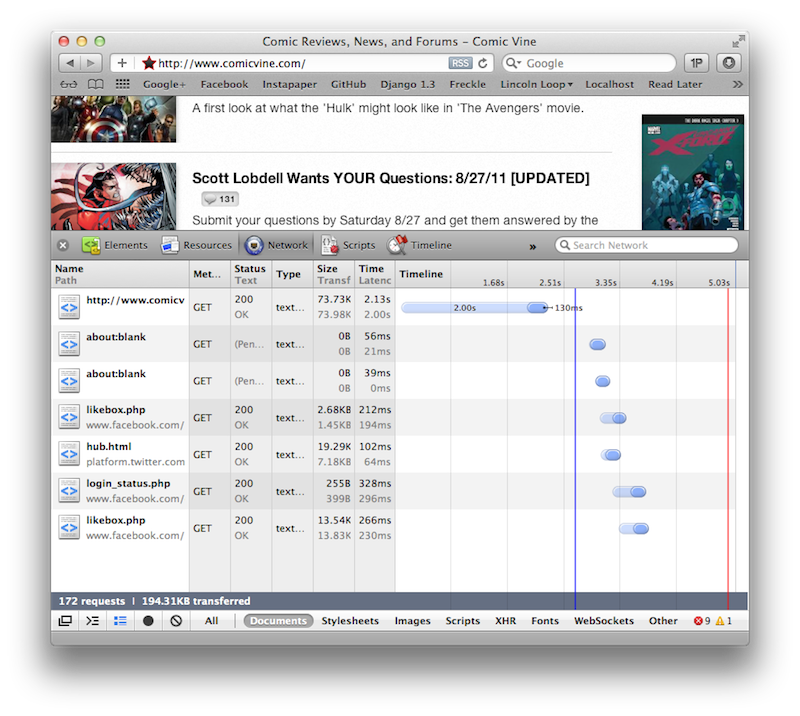 Comic Reviews, News, and Forums – Comic Vine
http://www.comicvine.com/
RSS
Google
1P
Google+ Facebook Instapaper GitHub Django 1.3 Freckle Lincoln Loop Localhost Read Later
A first look at what the 'Hulk' might look like in 'The Avengers' movie.
Scott Lobdell Wants YOUR Questions: 8/27/11 [UPDATED]
131
Submit your questions by Saturday 8/27 and get them answered by the
MARVEL
X-FORCE
Elements Resources Network Scripts Timeline » Search Network
Name Met... Status Type Size Time Timeline
Path Text Transf Latenc 1.68s 2.51s 3.35s 4.19s 5.03s
http://www.comicv GET 200 text... 73.73K 2.13s 2.00s 130ms
OK 73.98K 2.00s
about:blank GET (Pen... text... 0B 56ms
0B 21ms
about:blank GET (Pen... text... 0B 39ms
0B 0ms
likebox.php GET 200 text... 2.68KB 212ms
www.facebook.com/ OK 1.45KB 194ms
hub.html GET 200 text... 19.29K 102ms
platform.twitter.com OK 7.18KB 64ms
login_status.php GET 200 text... 255B 328ms
www.facebook.com/ OK 399B 296ms
likebox.php GET 200 text... 13.54K 266ms
www.facebook.com/ OK 13.83K 230ms
172 requests | 194.31KB transferred
All Documents Stylesheets Images Scripts XHR Fonts WebSockets Other 9 1